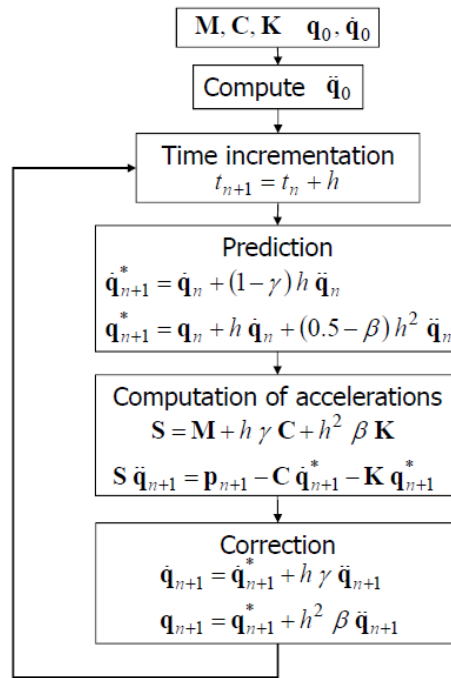 M, C, K q₀, q̇₀
Compute q̈₀
Time incrementation
tₙ₊₁ = tₙ + h
Prediction
q̇*ₙ₊₁ = q̇ₙ + (1−γ) h q̈ₙ
q*ₙ₊₁ = qₙ + h q̇ₙ + (0.5−β) h² q̈ₙ
Computation of accelerations
S = M + h γ C + h² β K
S q̈ₙ₊₁ = pₙ₊₁ − C q̇*ₙ₊₁ − K q*ₙ₊₁
Correction
q̇ₙ₊₁ = q̇*ₙ₊₁ + h γ q̈ₙ₊₁
qₙ₊₁ = q*ₙ₊₁ + h² β q̈ₙ₊₁